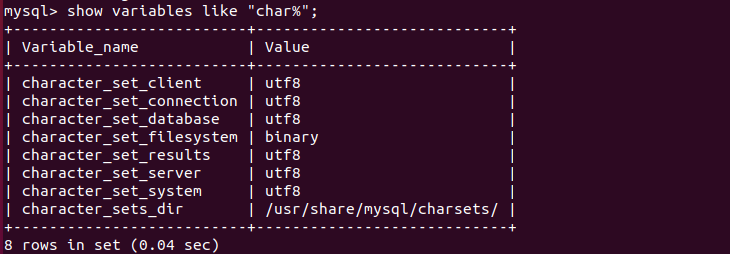 mysql> show variables like "char%";
+--------------------------+----------------------------+
| Variable_name            | Value                      |
+--------------------------+----------------------------+
| character_set_client     | utf8                       |
| character_set_connection | utf8                       |
| character_set_database   | utf8                       |
| character_set_filesystem | binary                     |
| character_set_results    | utf8                       |
| character_set_server     | utf8                       |
| character_set_system     | utf8                       |
| character_sets_dir       | /usr/share/mysql/charsets/ |
+--------------------------+----------------------------+
8 rows in set (0.04 sec)